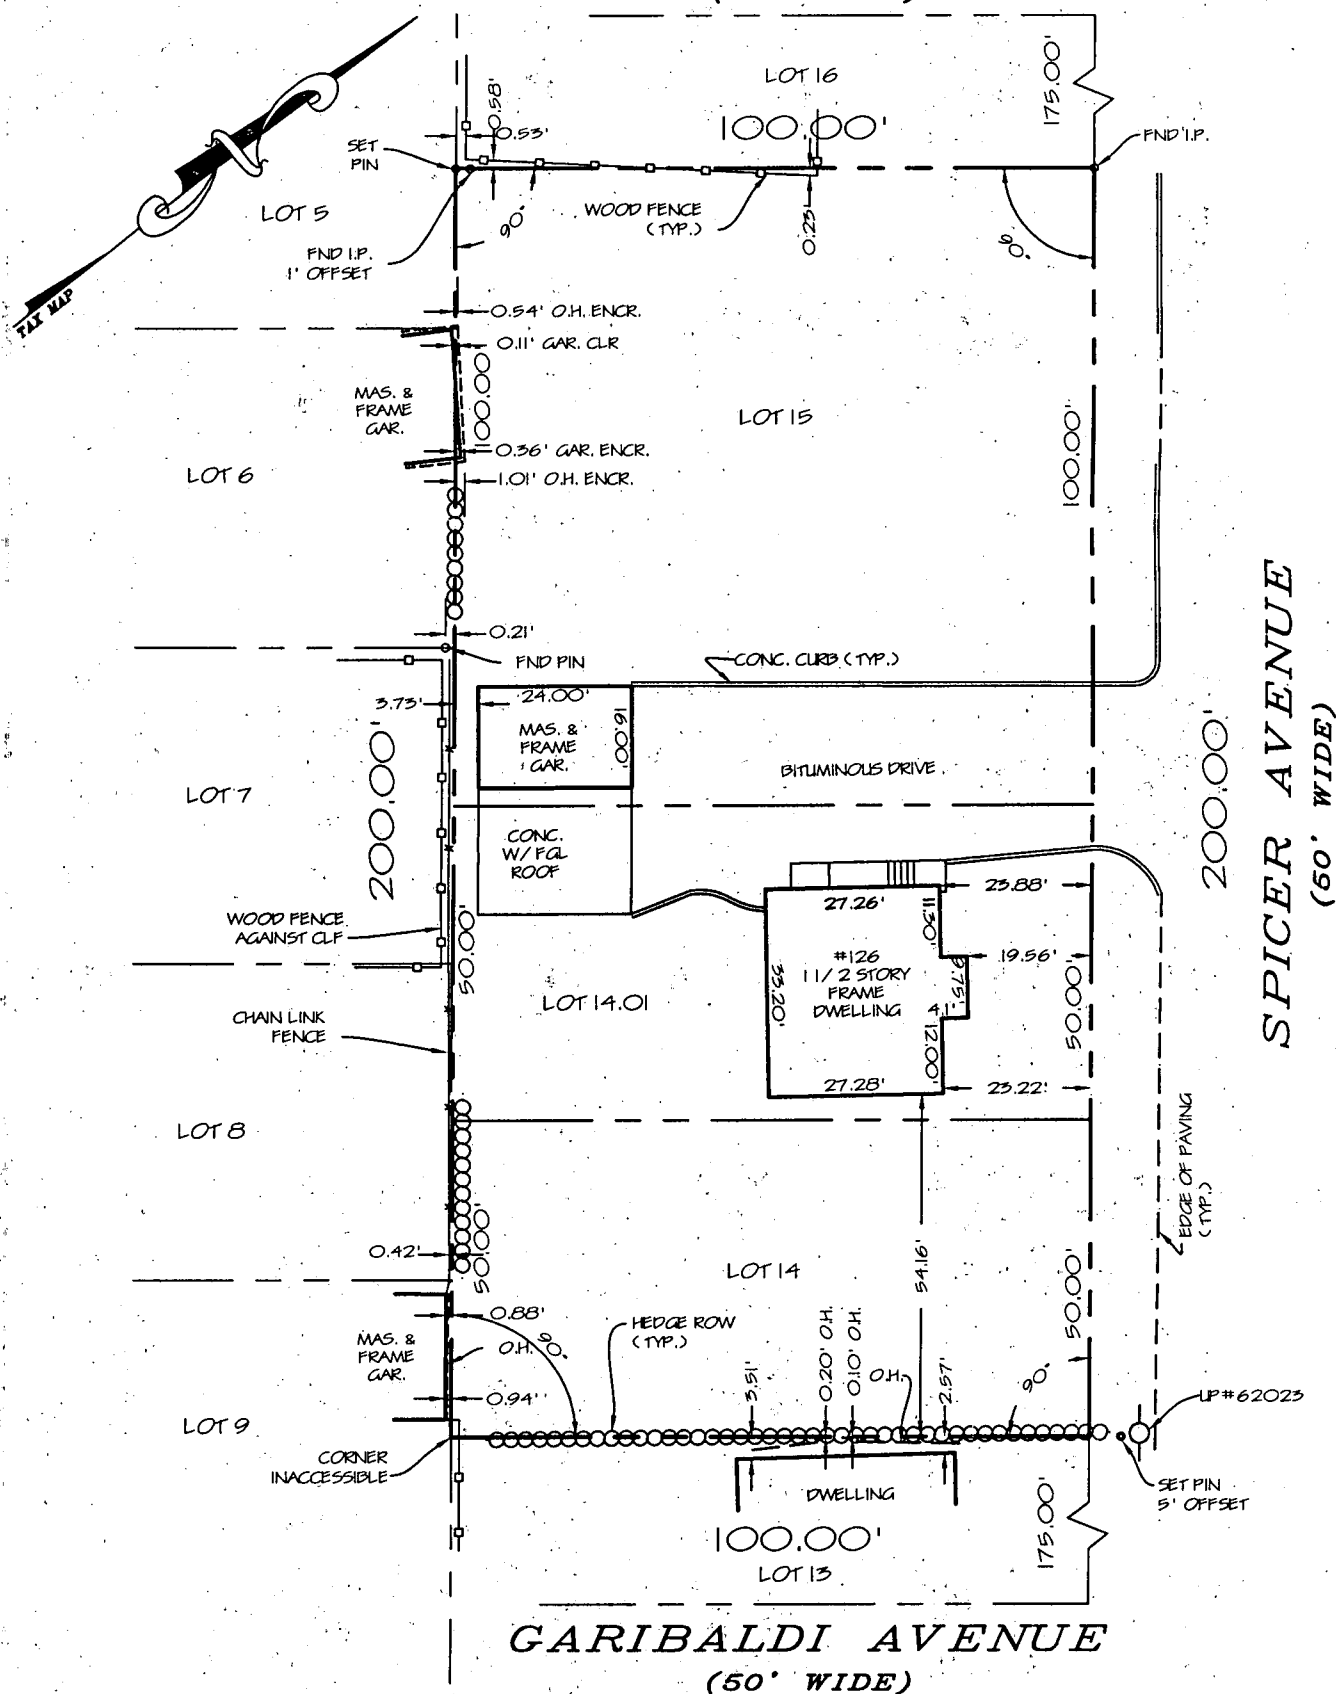 175.00'
LOT 16
100.00'
0.58'
0.53'
SET
PIN
FND I.P.
LOT 5
WOOD FENCE
(TYP.)
0.23'
90°
90°
FND I.P.
1' OFFSET
TAX MAP
0.54' O.H. ENCR.
0.11' GAR. CLR
100.00'
MAS. &
FRAME
GAR.
LOT 15
100.00'
0.36' GAR. ENCR.
1.01' O.H. ENCR.
LOT 6
0.21'
FND PIN
CONC. CURB (TYP.)
3.73'
24.00'
16.00'
MAS. &
FRAME
GAR.
BITUMINOUS DRIVE
LOT 7
200.00'
200.00'
SPICER AVENUE
(60' WIDE)
CONC.
W/ FGL
ROOF
WOOD FENCE
AGAINST CLF
50.00'
27.26'
11.30'
23.88'
#126
1 1/2 STORY
FRAME
DWELLING
33.20'
9.75'
19.56'
4.1'
12.00'
50.00'
27.28'
23.22'
LOT 14.01
CHAIN LINK
FENCE
LOT 8
EDGE OF PAVING
(TYP.)
0.42'
50.00'
LOT 14
54.16'
50.00'
0.88'
90°
HEDGE ROW
(TYP.)
MAS. &
FRAME
GAR.
O.H.
0.94'
3.51'
0.20' O.H.
0.10' O.H.
O.H.
2.57'
90°
UP#62023
LOT 9
CORNER
INACCESSIBLE
SET PIN
5' OFFSET
DWELLING
100.00'
175.00'
LOT 13
GARIBALDI AVENUE
(50' WIDE)